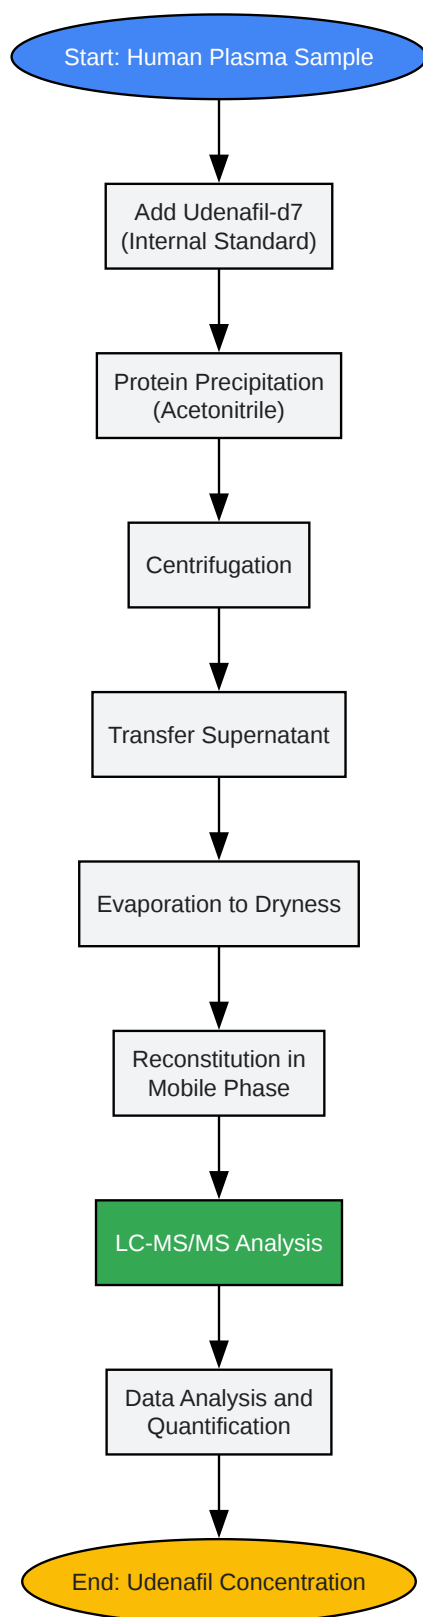 Start: Human Plasma Sample
Add Udenafil-d7
(Internal Standard)
Protein Precipitation
(Acetonitrile)
Centrifugation
Transfer Supernatant
Evaporation to Dryness
Reconstitution in
Mobile Phase
LC-MS/MS Analysis
Data Analysis and
Quantification
End: Udenafil Concentration